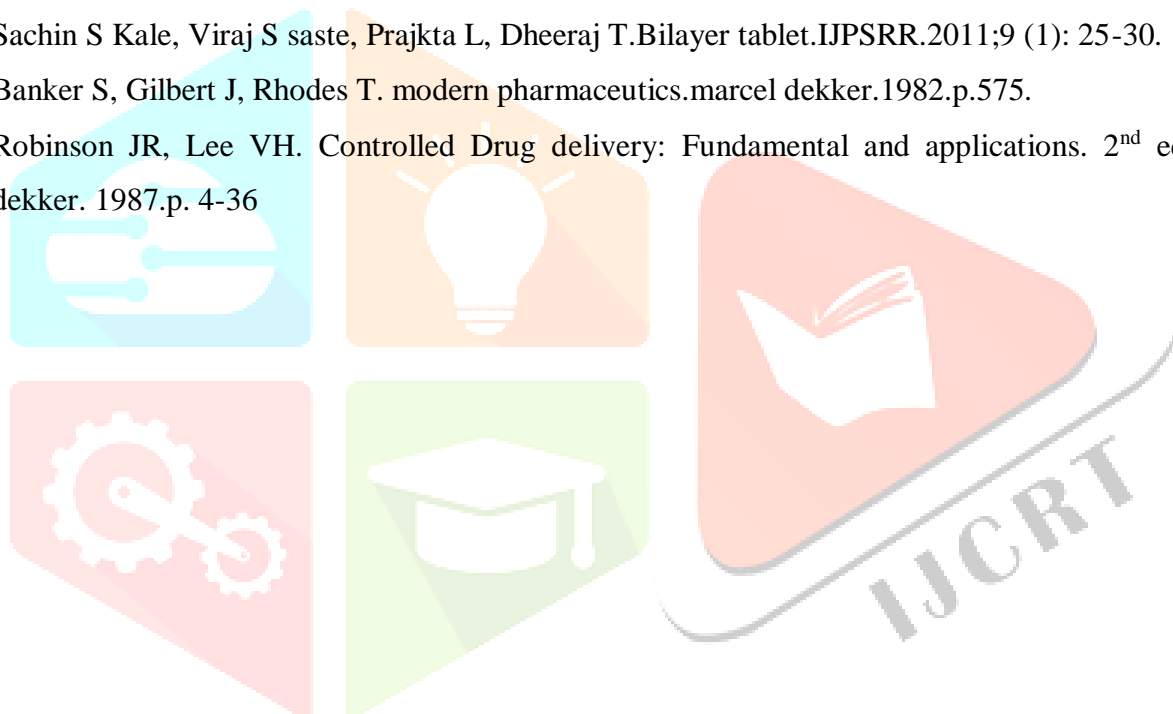 Sachin S Kale, Viraj S saste, Prajkta L, Dheeraj T.Bilayer tablet.IJPSRR.2011;9 (1): 25-30.
Banker S, Gilbert J, Rhodes T. modern pharmaceutics.marcel dekker.1982.p.575.
Robinson JR, Lee VH. Controlled Drug delivery: Fundamental and applications. 2nd
dekker. 1987.p. 4-36
IJCRT